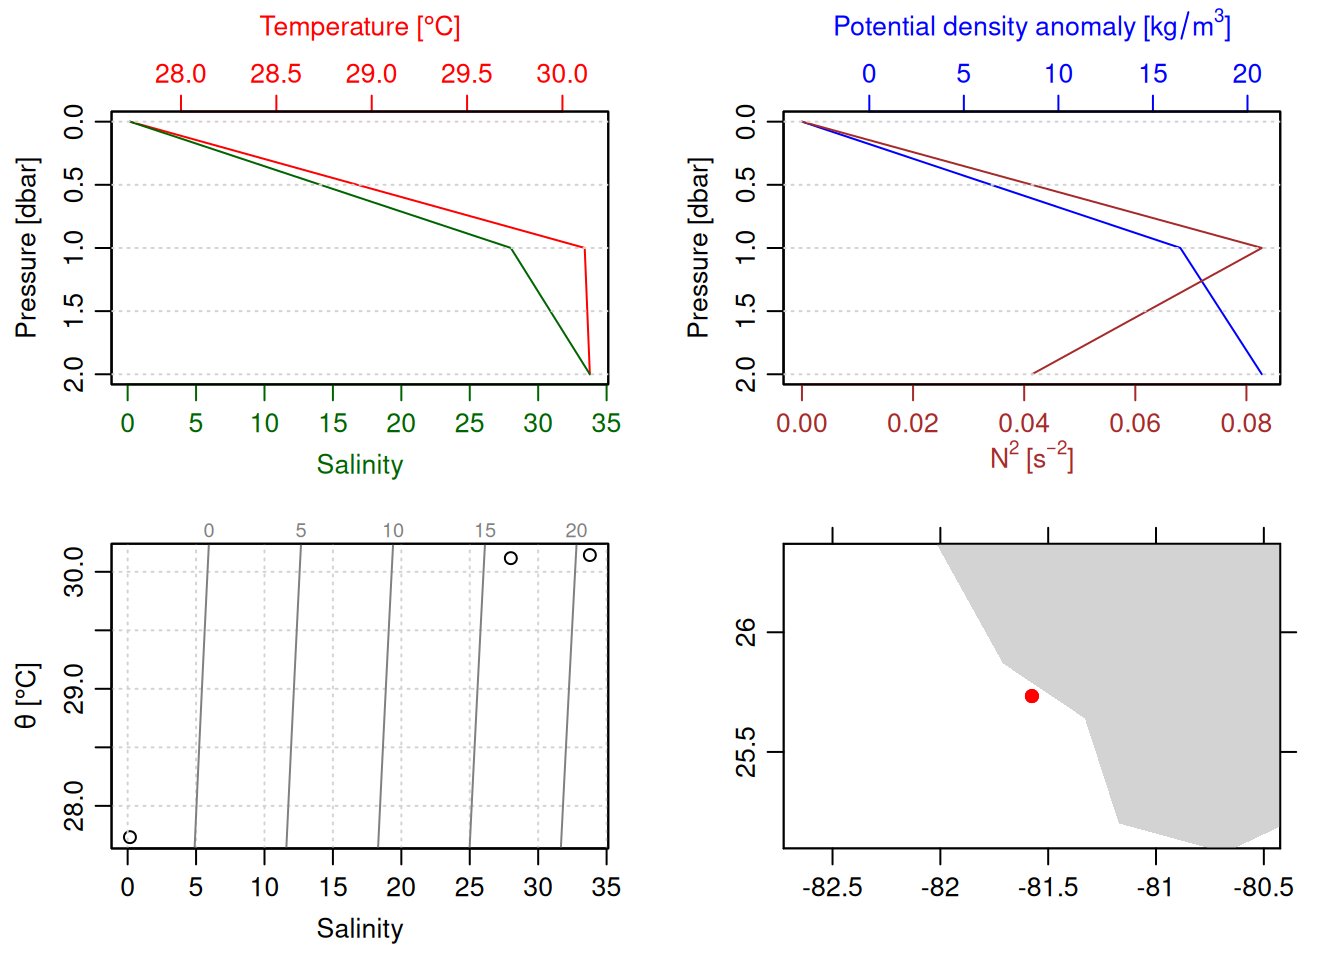 Temperature [°C]
28.0 28.5 29.0 29.5 30.0
Pressure [dbar]
0.0 0.5 1.0 1.5 2.0
0 5 10 15 20 25 30 35
Salinity
Potential density anomaly [kg/m³]
0 5 10 15 20
Pressure [dbar]
0.0 0.5 1.0 1.5 2.0
0.00 0.02 0.04 0.06 0.08
N² [s⁻²]
0 5 10 15 20
θ [°C]
28.0 29.0 30.0
0 5 10 15 20 25 30 35
Salinity
25.5 26
-82.5 -82 -81.5 -81 -80.5